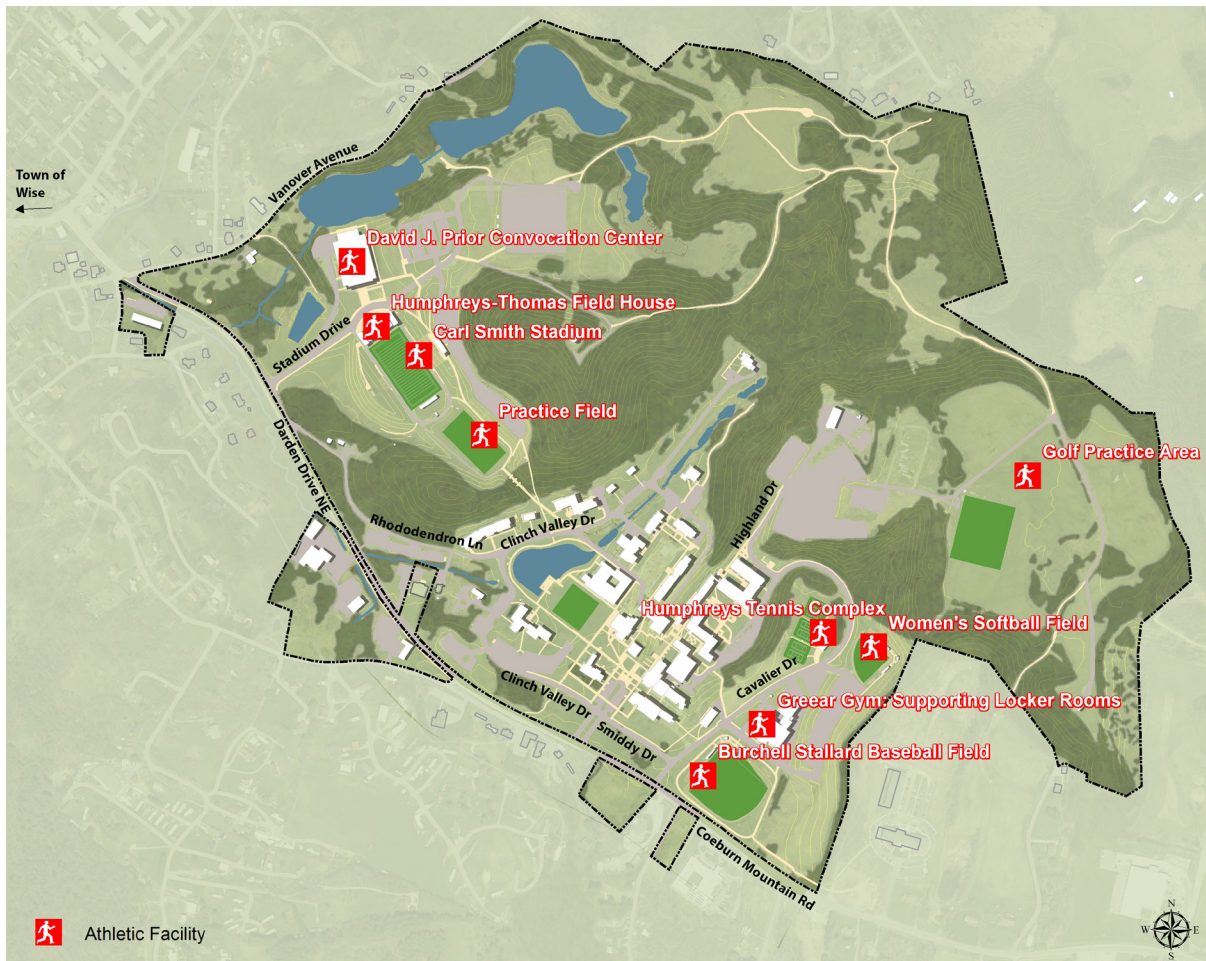 Vanover Avenue
Town of
Wise
David J. Prior Convocation Center
Humphreys-Thomas Field House
Stadium Drive
Carl Smith Stadium
Practice Field
Darden Drive NE
Golf Practice Area
Rhododendron Ln
Clinch Valley Dr
Highland Dr
Humphreys Tennis Complex
Women's Softball Field
Cavalier Dr
Clinch Valley Dr
Greear Gym: Supporting Locker Rooms
Smiddy Dr
Burchell Stallard Baseball Field
Coeburn Mountain Rd
Athletic Facility
N
W
E
S